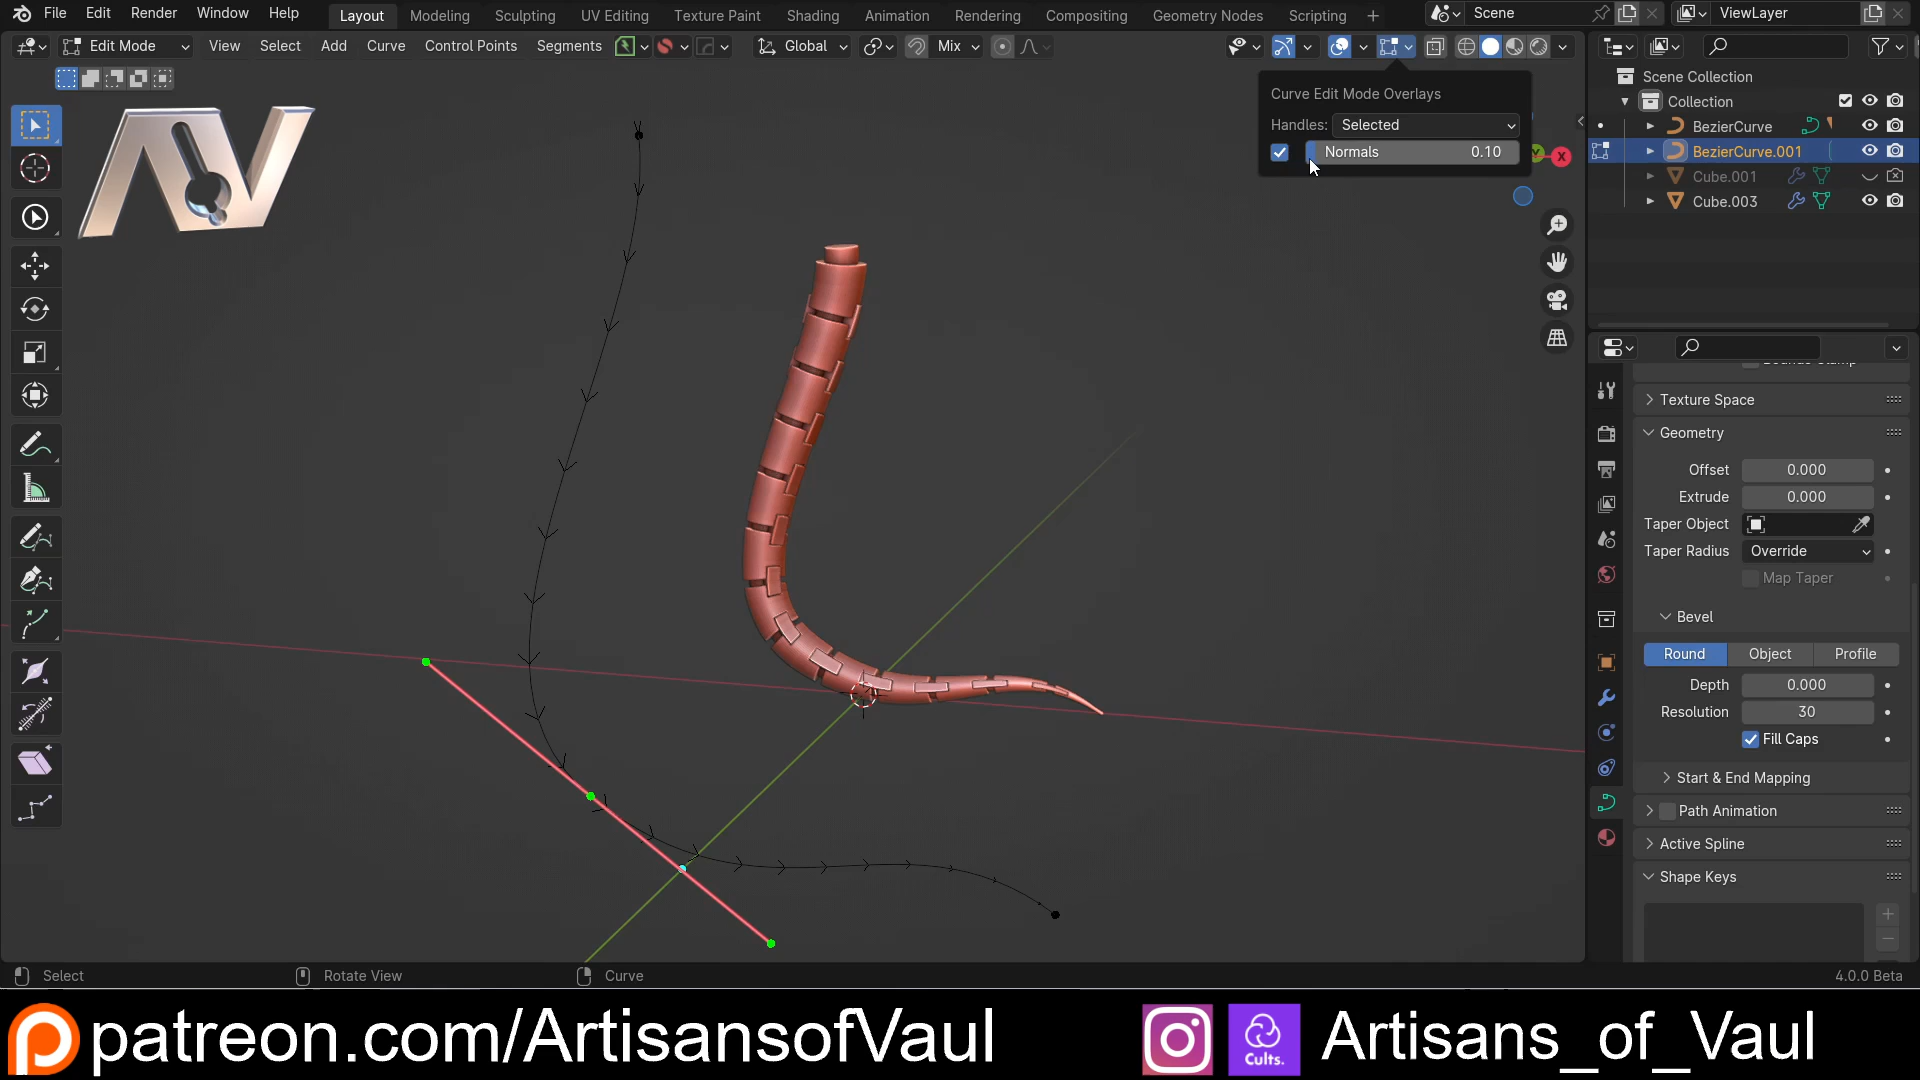 File Edit Render Window Help Layout Modeling Sculpting UV Editing Texture Paint Shading Animation Rendering Compositing Geometry Nodes Scripting + Scene ViewLayer
Edit Mode View Select Add Curve Control Points Segments Global Mix
Scene Collection
Collection
BezierCurve
BezierCurve.001
Cube.001
Cube.003
Curve Edit Mode Overlays
Handles: Selected
Normals 0.10
X
AV
Texture Space
Geometry
Offset 0.000
Extrude 0.000
Taper Object
Taper Radius Override
Map Taper
Bevel
Round Object Profile
Depth 0.000
Resolution 30
Fill Caps
Start & End Mapping
Path Animation
Active Spline
Shape Keys
Select Rotate View Curve 4.0.0 Beta
patreon.com/ArtisansofVaul Cults. Artisans_of_Vaul